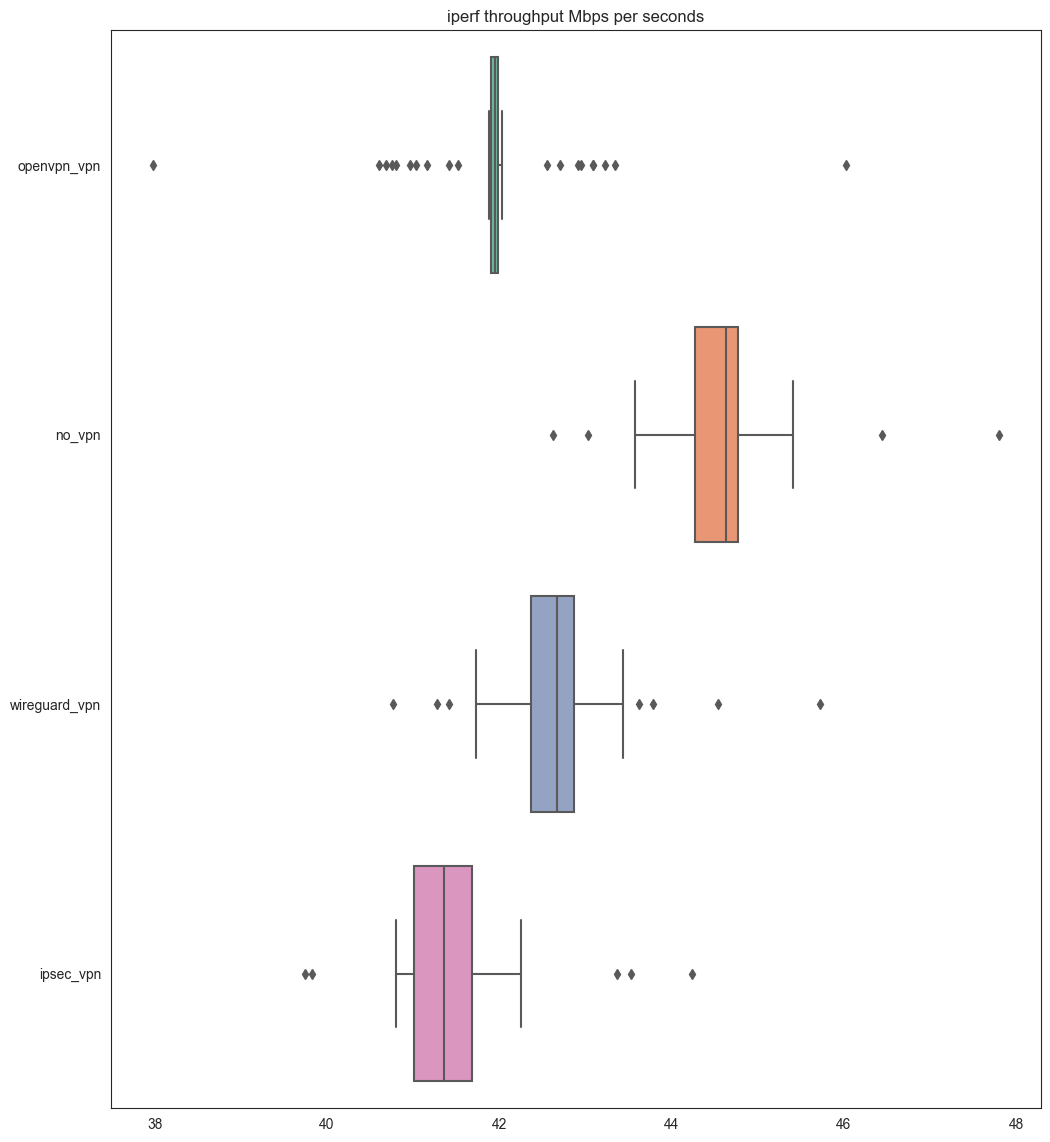 iperf throughput Mbps per seconds
openvpn_vpn
no_vpn
wireguard_vpn
ipsec_vpn
38 40 42 44 46 48